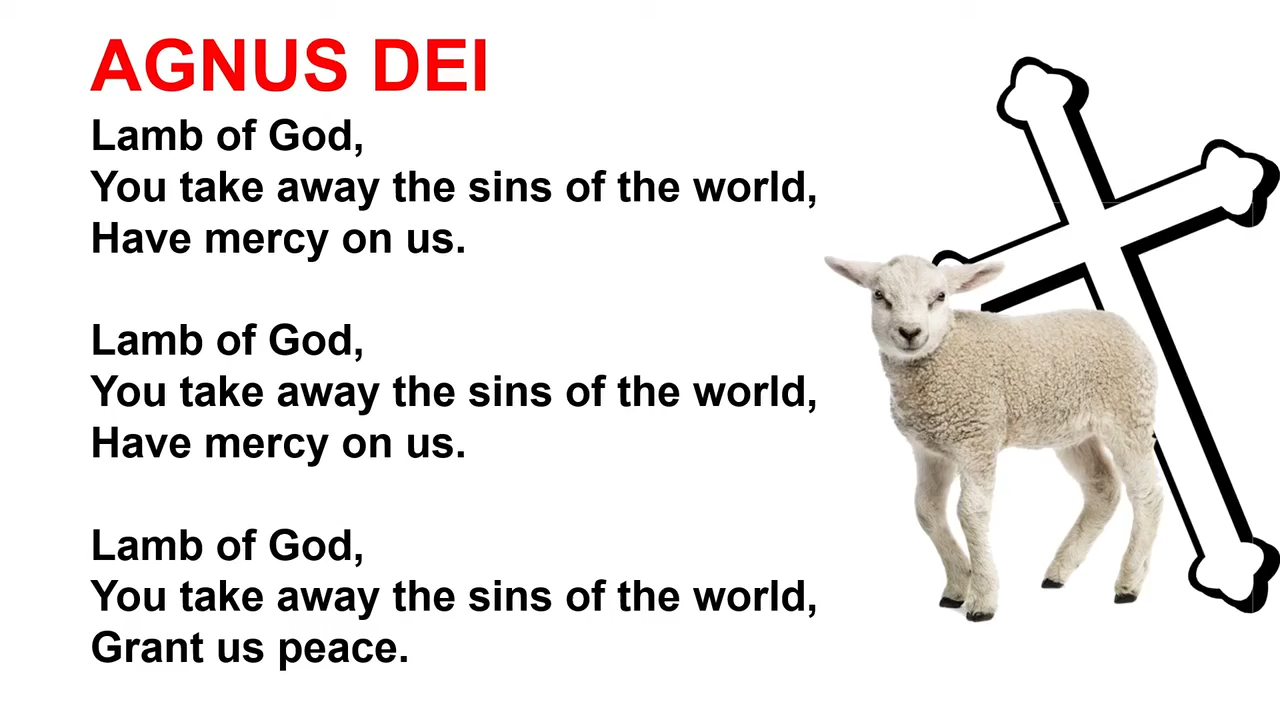 AGNUS DEI
Lamb of God,
You take away the sins of the world,
Have mercy on us.
Lamb of God,
You take away the sins of the world,
Have mercy on us.
Lamb of God,
You take away the sins of the world,
Grant us peace.